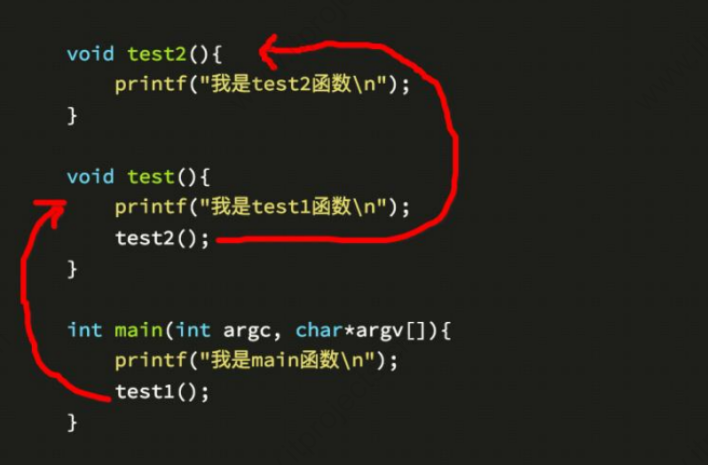 void test2(){
printf("我是test2函数\n");
}
void test(){
printf("我是test1函数\n");
test2();
}
int main(int argc, char*argv[]){
printf("我是main函数\n");
test1();
}